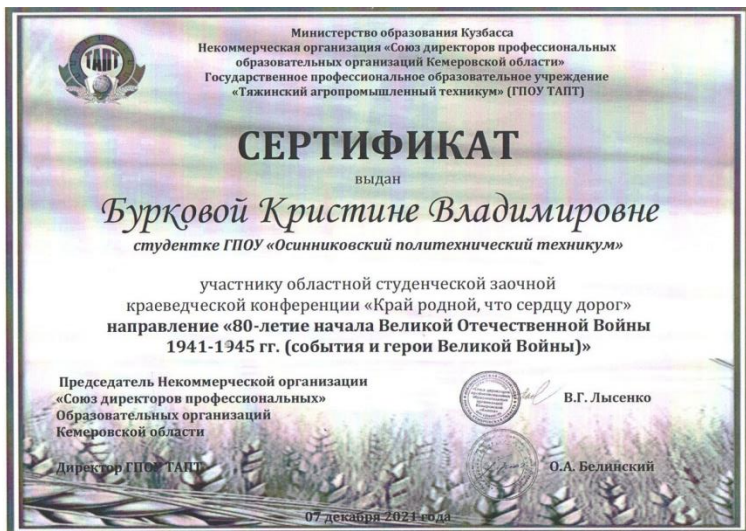 ТАПТ
Министерство образования Кузбасса
Некоммерческая организация «Союз директоров профессиональных
образовательных организаций Кемеровской области»
Государственное профессиональное образовательное учреждение
«Тяжинский агропромышленный техникум» (ГПОУ ТАПТ)
СЕРТИФИКАТ
выдан
Бурковой Кристине Владимировне
студентке ГПОУ «Осинниковский политехнический техникум»
участнику областной студенческой заочной
краеведческой конференции «Край родной, что сердцу дорог»
направление «80-летие начала Великой Отечественной Войны
1941-1945 гг. (события и герои Великой Войны)»
Председатель Некоммерческой организации
«Союз директоров профессиональных»
Образовательных организаций
Кемеровской области
В.Г. Лысенко
Директор ГПОУ ТАПТ
О.А. Белинский
07 декабря 2021 года